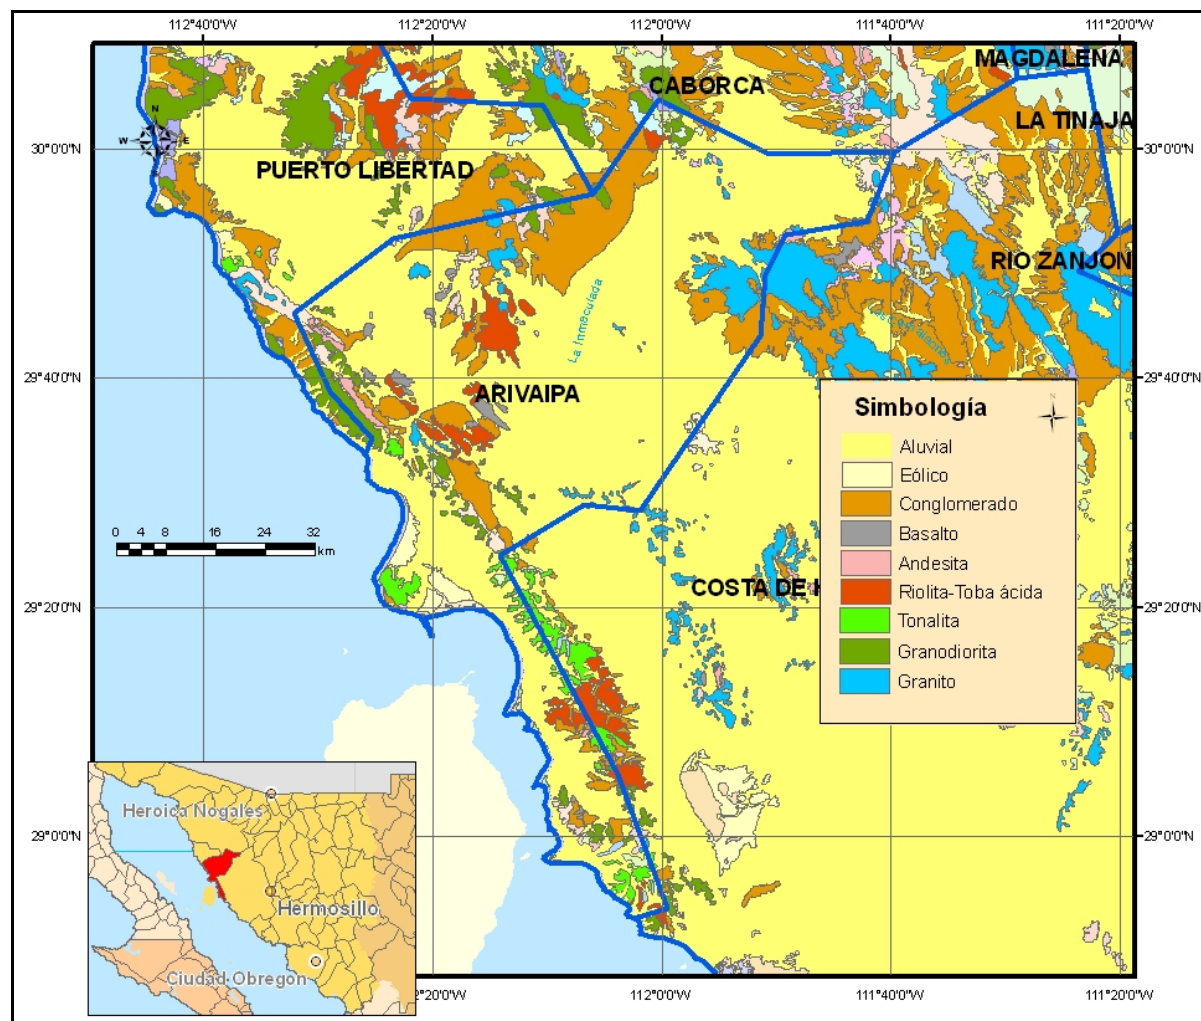 112°40'0"W 112°20'0"W 112°0'0"W 111°40'0"W 111°20'0"W
MAGDALENA
CABORCA
N
LA TINAJA
W E
30°0'0"N 30°0'0"N
PUERTO LIBERTAD
RIO ZANJON
La Inmaculada
29°40'0"N 29°40'0"N
ARIVAIPA
Simbología
N
Aluvial
Eólico
Conglomerado
Basalto
Andesita
Riolita-Toba ácida
Tonalita
Granodiorita
Granito
0 4 8 16 24 32
km
COSTA DE H
29°20'0"N 29°20'0"N
29°0'0"N 29°0'0"N
Heroica Nogales
Hermosillo
Ciudad Obregon
112°20'0"W 112°0'0"W 111°40'0"W 111°20'0"W